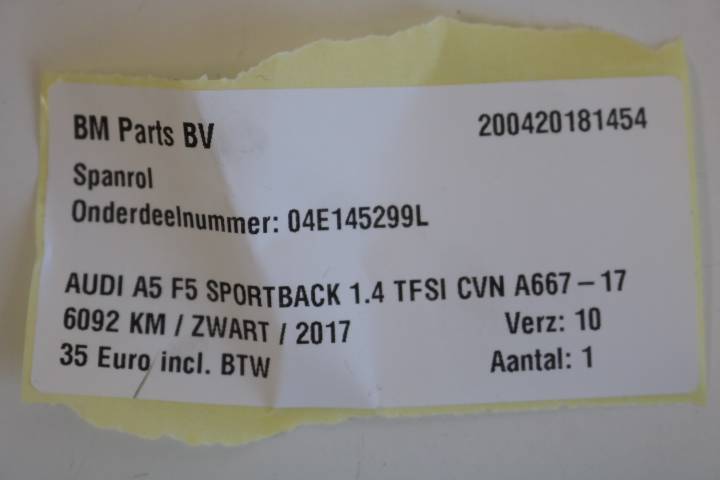 BM Parts BV
200420181454
Spanrol
Onderdeelnummer: 04E145299L
AUDI A5 F5 SPORTBACK 1.4 TFSI CVN A667-17
6092 KM / ZWART / 2017
Verz: 10
35 Euro incl. BTW
Aantal: 1